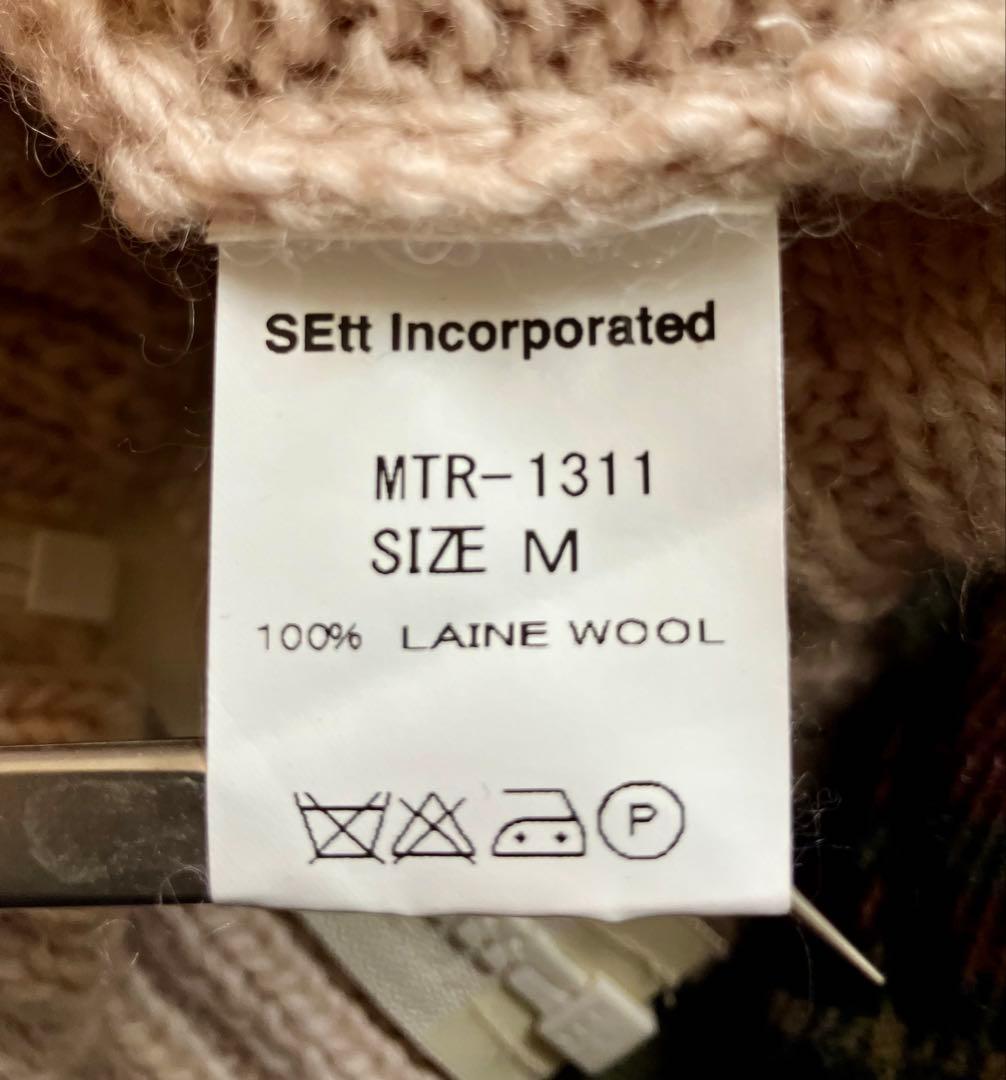 SEtt Incorporated
MTR-1311
SIZE M
100% LAINE WOOL
P